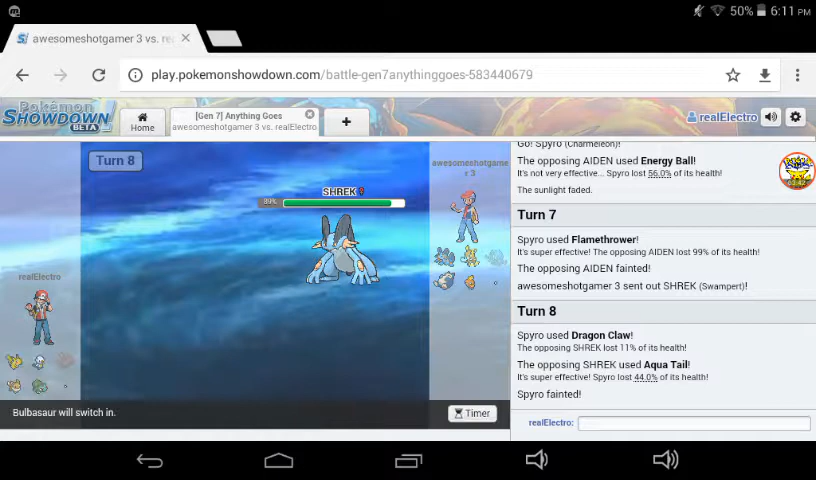 50% 6:11 PM
awesomeshotgamer 3 vs. rea
play.pokemonshowdown.com/battle-gen7anythinggoes-583440679
Pokémon
SHOWDOWN
BETA
Home
[Gen 7] Anything Goes
awesomeshotgamer 3 vs. realElectro
realElectro
Turn 8
SHREK
89%
awesomeshotgame
r 3
realElectro
Bulbasaur will switch in.
Timer
Go! Spyro (Charmeleon)!
The opposing AIDEN used Energy Ball!
It's not very effective... Spyro lost 56.0% of its health!
The sunlight faded.
Turn 7
Spyro used Flamethrower!
It's super effective! The opposing AIDEN lost 99% of its health!
The opposing AIDEN fainted!
awesomeshotgamer 3 sent out SHREK (Swampert)!
Turn 8
Spyro used Dragon Claw!
The opposing SHREK lost 11% of its health!
The opposing SHREK used Aqua Tail!
It's super effective! Spyro lost 44.0% of its health!
Spyro fainted!
realElectro: